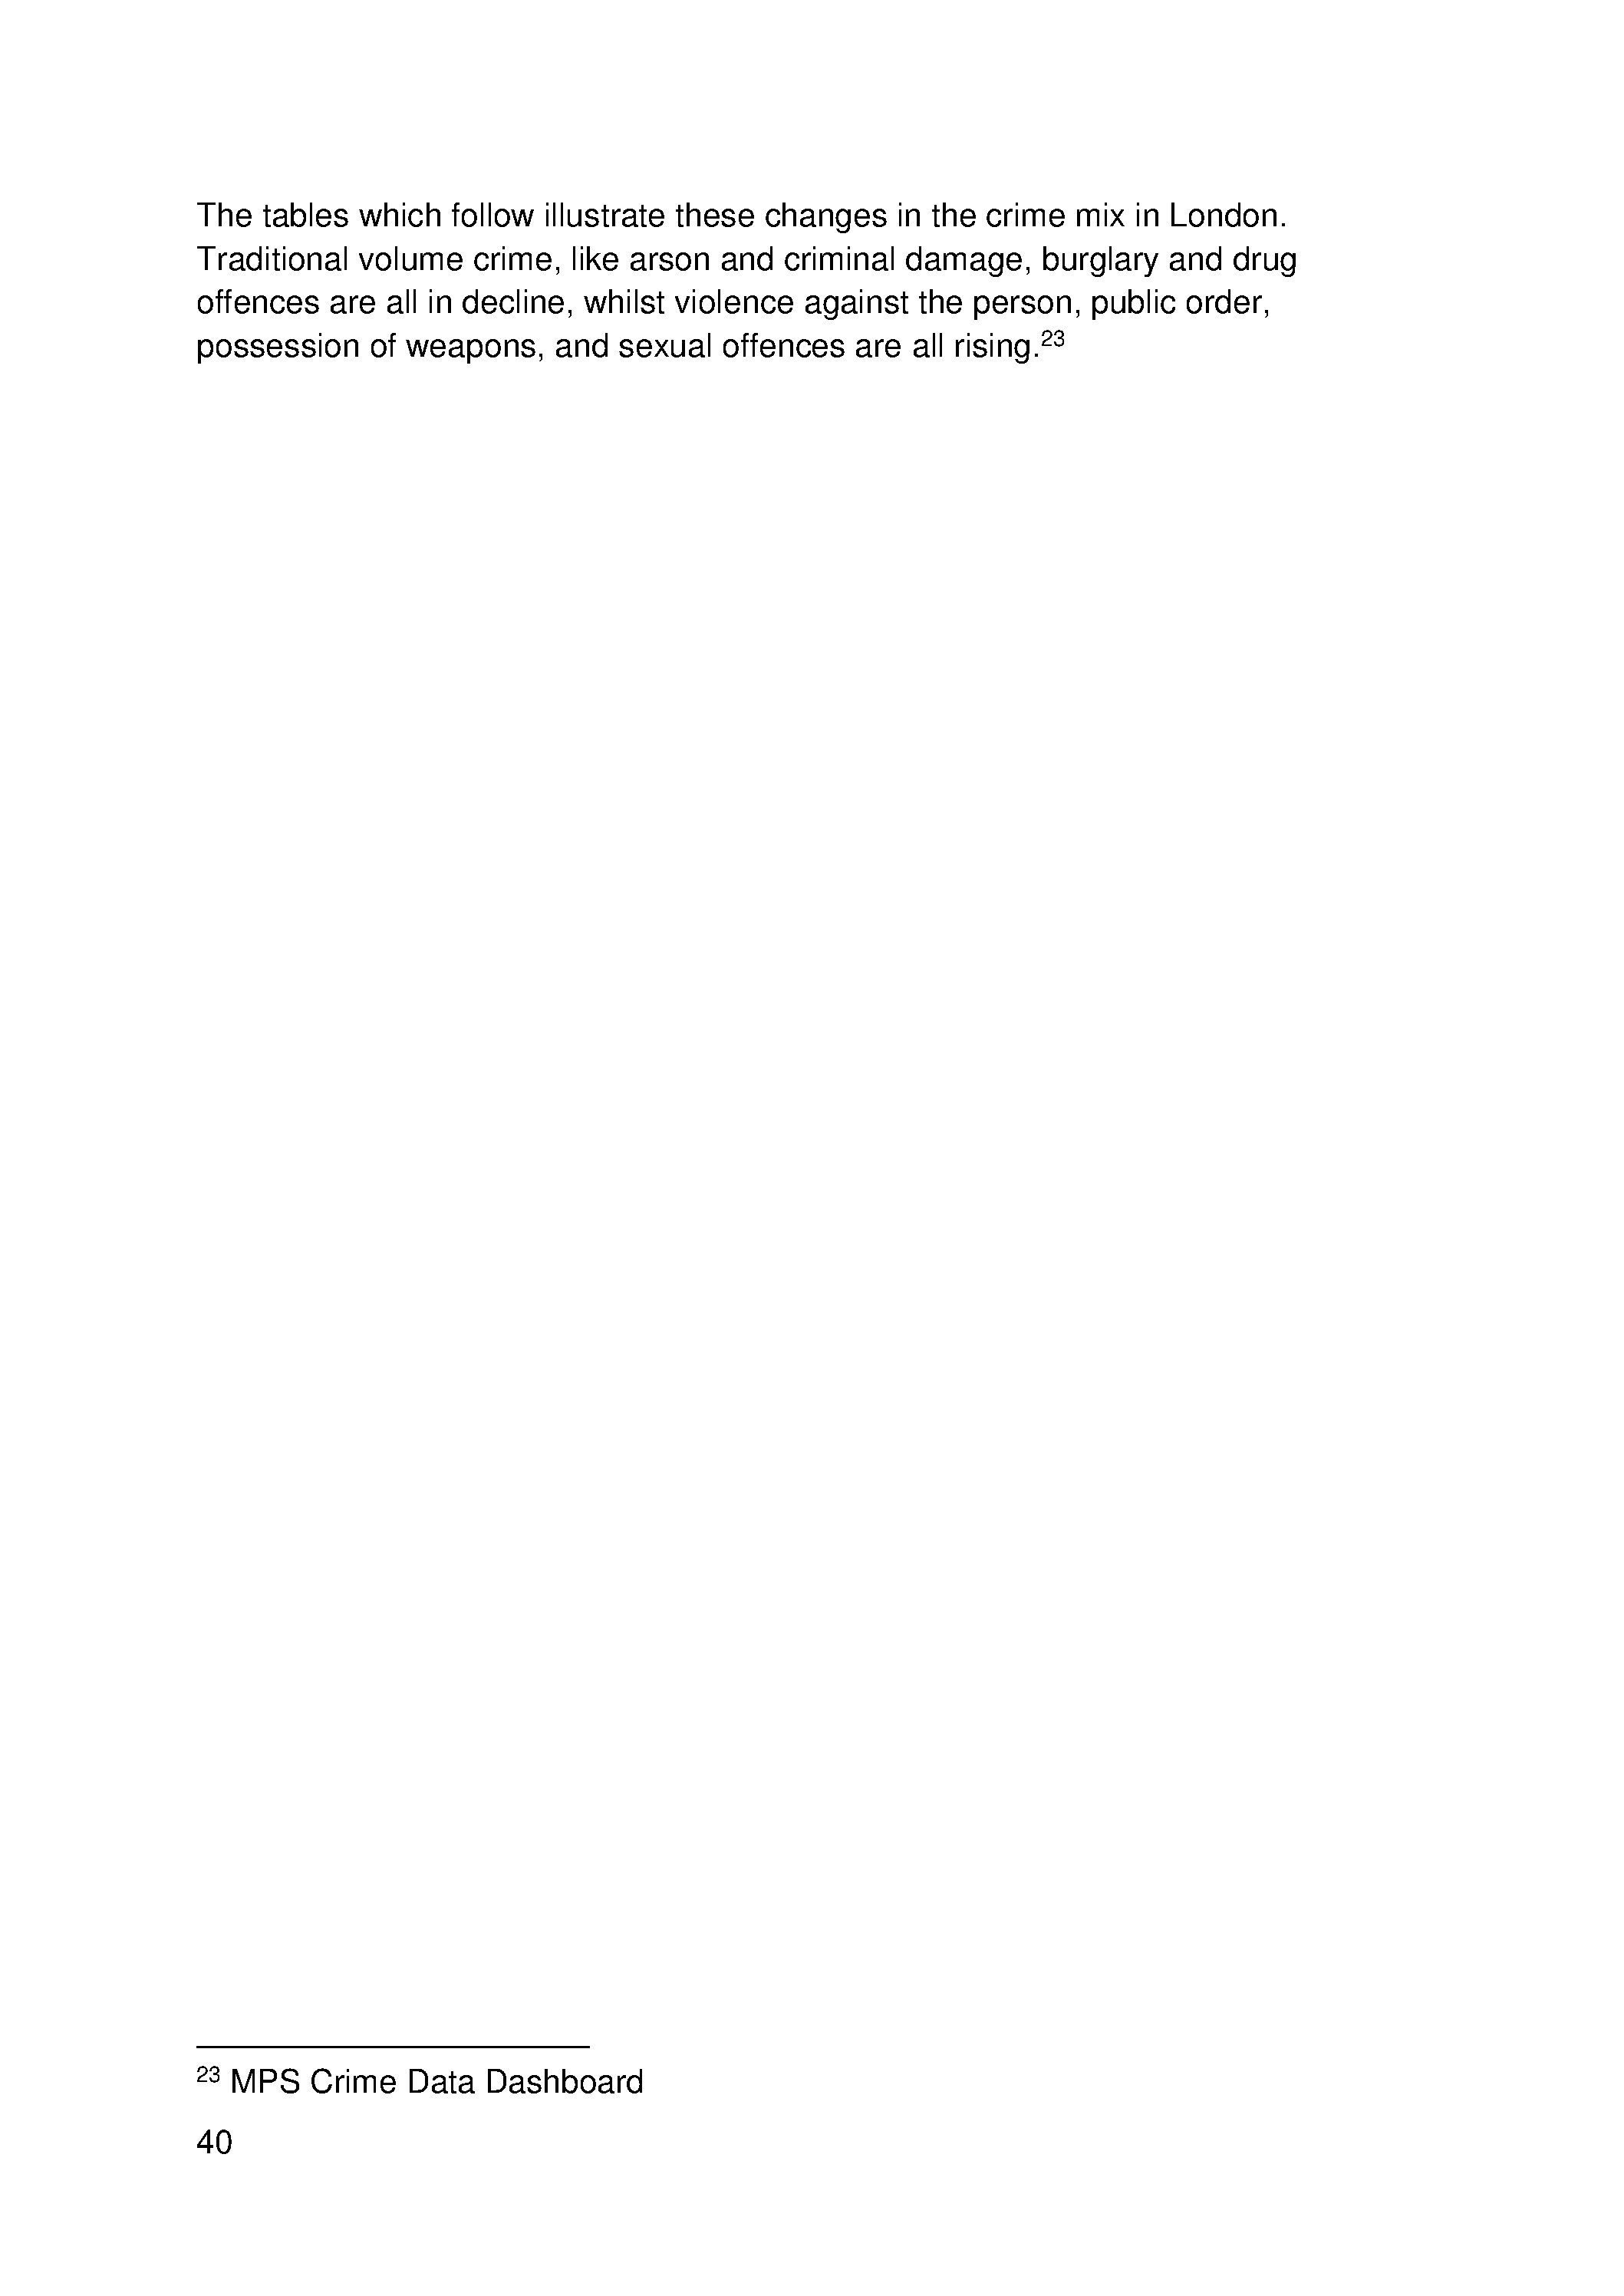 The tables which follow illustrate these changes in the crime mix in London.
Traditional volume crime, like arson and criminal damage, burglary and drug
offences are all in decline, whilst violence against the person, public order,
possession of weapons, and sexual offences are all rising.23
23 MPS Crime Data Dashboard
40